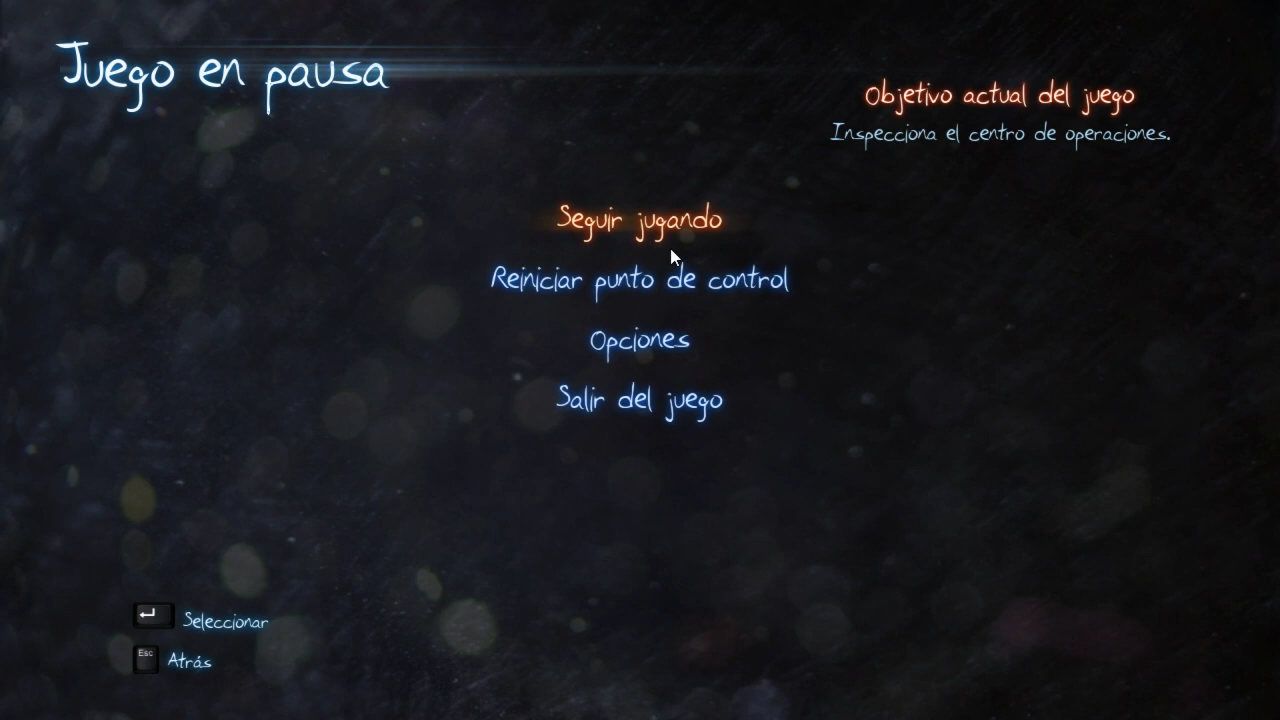 Juego en pausa
Objetivo actual del juego
Inspecciona el centro de operaciones.
Seguir jugando
Reiniciar punto de control
Opciones
Salir del juego
Seleccionar
Esc
Atrás